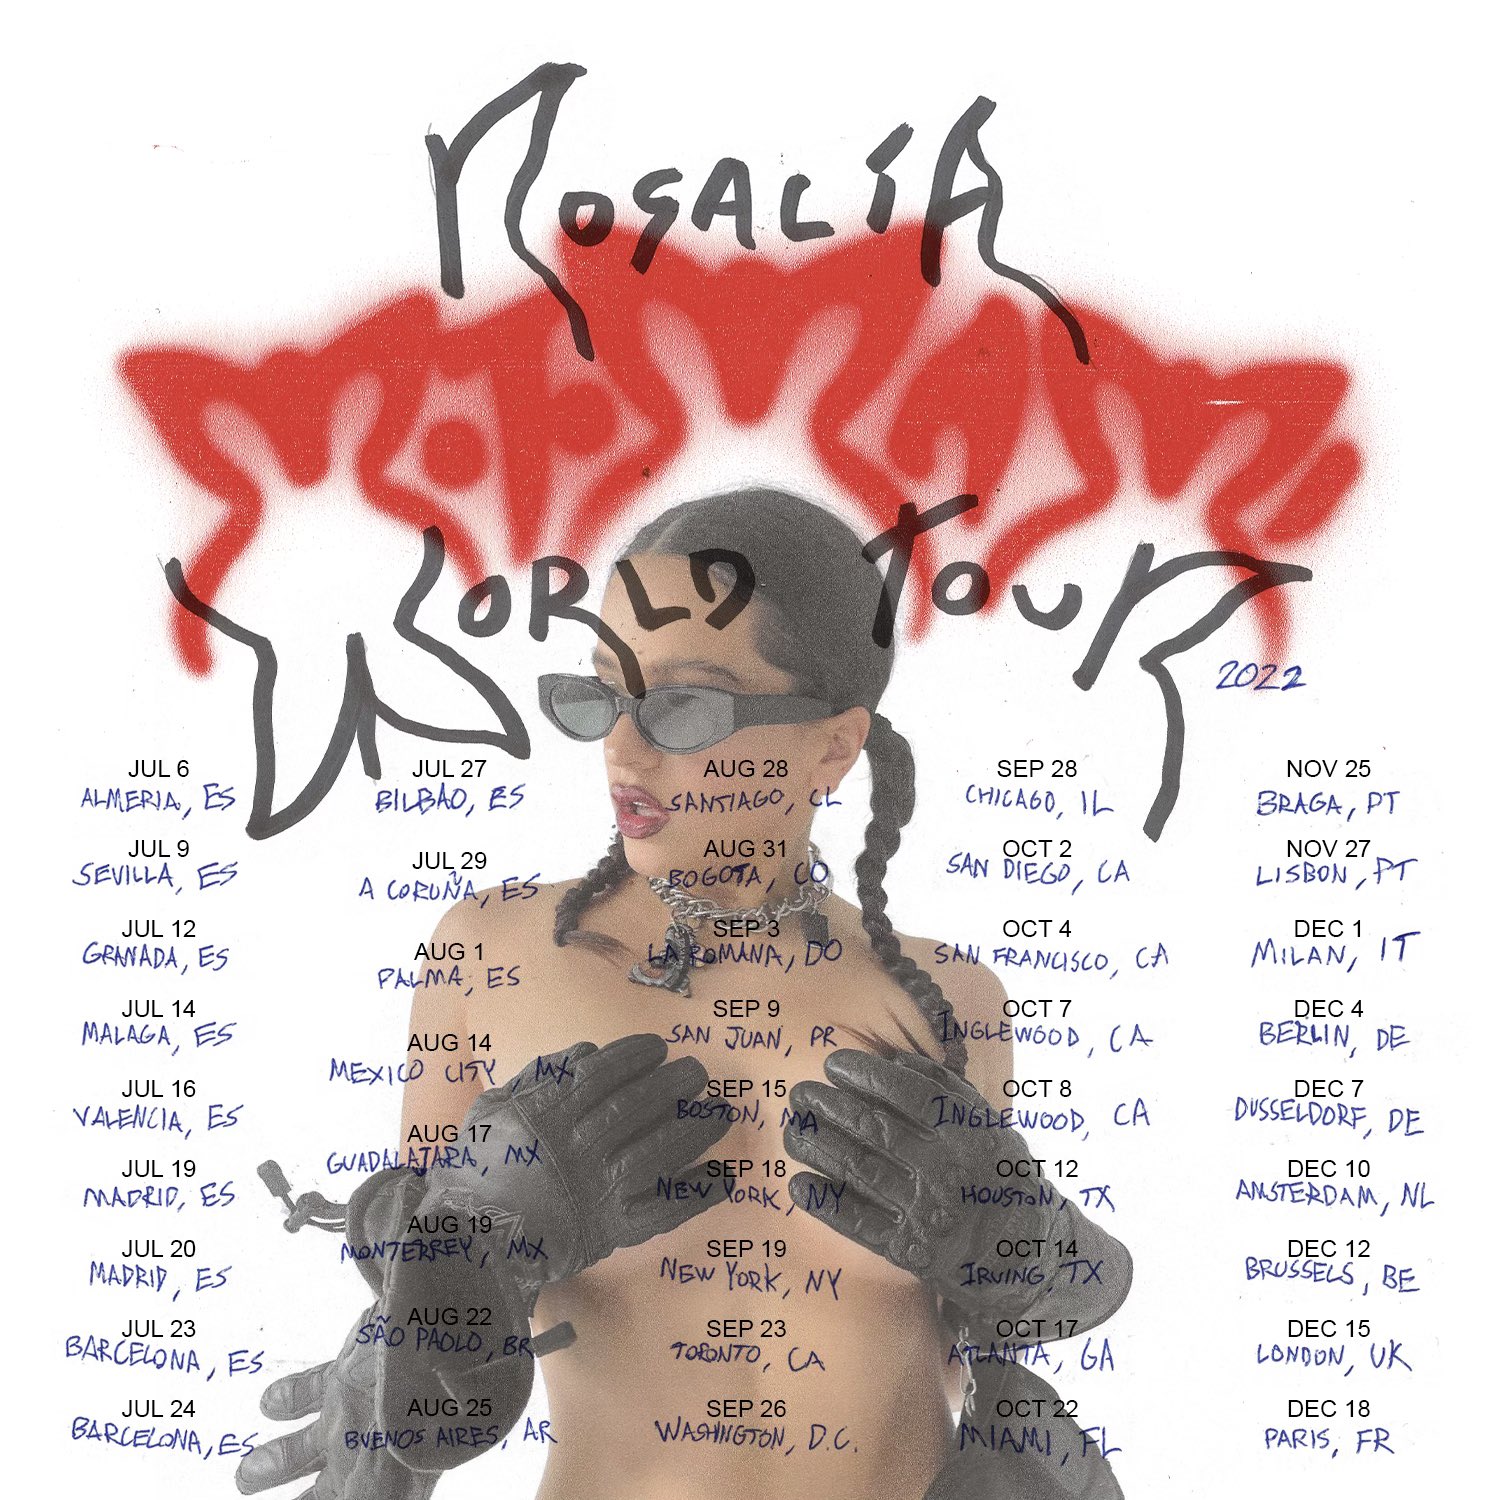 ROSALÍA
MOTOMAMI
WORLD TOUR
2022
JUL 6
ALMERIA, ES
JUL 9
SEVILLA, ES
JUL 12
GRANADA, ES
JUL 14
MALAGA, ES
JUL 16
VALENCIA, ES
JUL 19
MADRID, ES
JUL 20
MADRID, ES
JUL 23
BARCELONA, ES
JUL 24
BARCELONA, ES
JUL 27
BILBAO, ES
JUL 29
A CORUÑA, ES
AUG 1
PALMA, ES
AUG 14
MEXICO CITY, MX
AUG 17
GUADALAJARA, MX
AUG 19
MONTERREY, MX
AUG 22
SÃO PAOLO, BR
AUG 25
BUENOS AIRES, AR
AUG 28
SANTIAGO, CL
AUG 31
BOGOTA, CO
SEP 3
LA ROMANA, DO
SEP 9
SAN JUAN, PR
SEP 15
BOSTON, MA
SEP 18
NEW YORK, NY
SEP 19
NEW YORK, NY
SEP 23
TORONTO, CA
SEP 26
WASHINGTON, D.C.
SEP 28
CHICAGO, IL
OCT 2
SAN DIEGO, CA
OCT 4
SAN FRANCISCO, CA
OCT 7
INGLEWOOD, CA
OCT 8
INGLEWOOD, CA
OCT 12
HOUSTON, TX
OCT 14
IRVING, TX
OCT 17
ATLANTA, GA
OCT 22
MIAMI, FL
NOV 25
BRAGA, PT
NOV 27
LISBON, PT
DEC 1
MILAN, IT
DEC 4
BERLIN, DE
DEC 7
DUSSELDORF, DE
DEC 10
AMSTERDAM, NL
DEC 12
BRUSSELS, BE
DEC 15
LONDON, UK
DEC 18
PARIS, FR